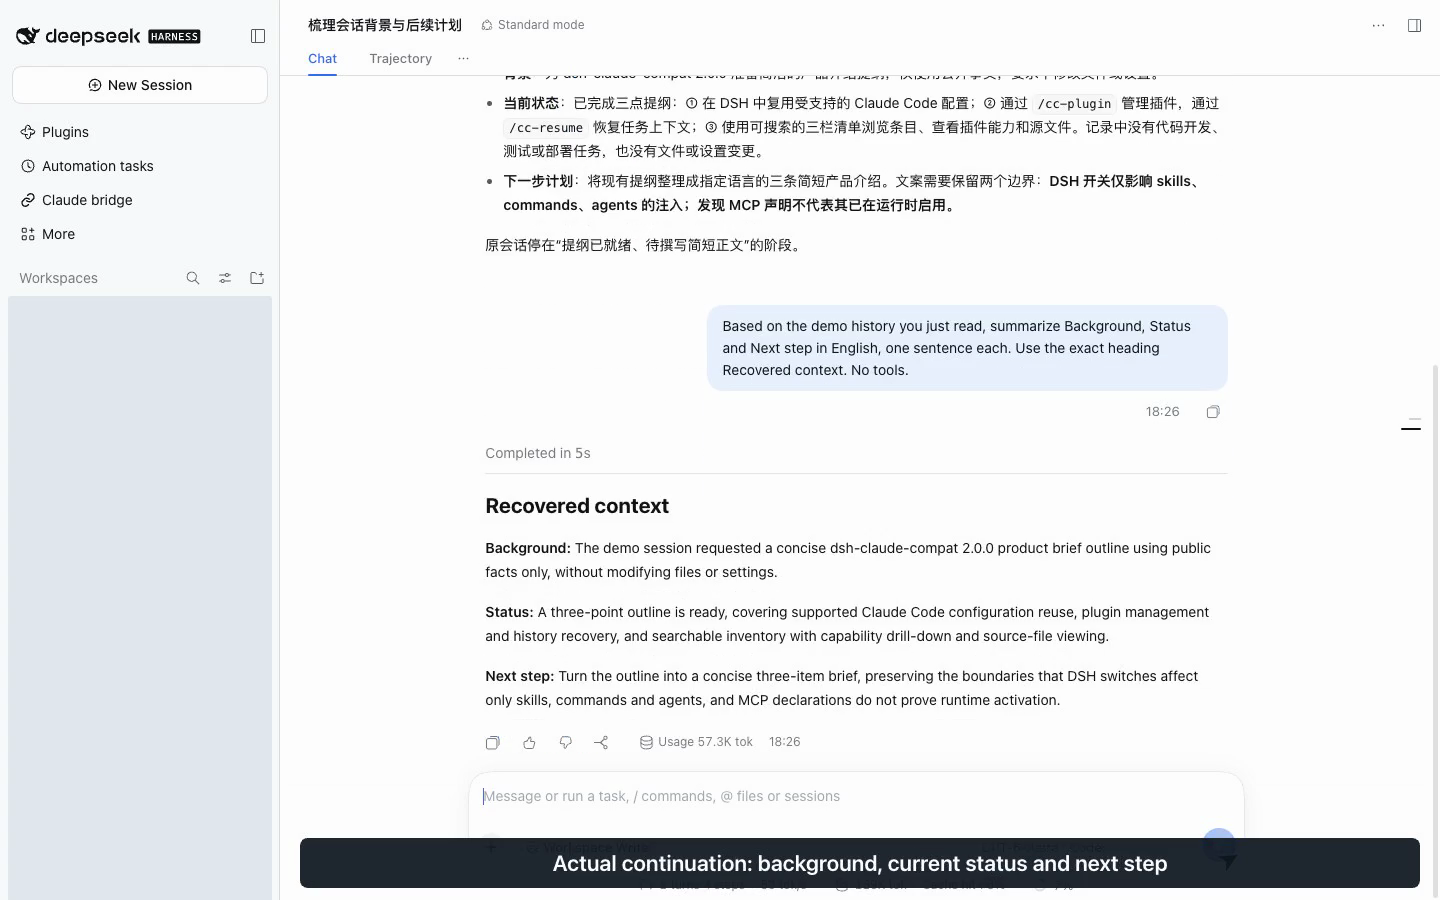 deepseek HARNESS
New Session
Plugins
Automation tasks
Claude bridge
More
Workspaces
梳理会话背景与后续计划 Standard mode
Chat Trajectory
当前状态：已完成三点提纲：① 在 DSH 中复用受支持的 Claude Code 配置；② 通过 /cc-plugin 管理插件，通过
/cc-resume 恢复任务上下文；③ 使用可搜索的三栏清单浏览条目、查看插件能力和源文件。记录中没有代码开发、
测试或部署任务，也没有文件或设置变更。
下一步计划：将现有提纲整理成指定语言的三条简短产品介绍。文案需要保留两个边界：DSH 开关仅影响 skills、
commands、agents 的注入；发现 MCP 声明不代表其已在运行时启用。
原会话停在“提纲已就绪、待撰写简短正文”的阶段。
Based on the demo history you just read, summarize Background, Status
and Next step in English, one sentence each. Use the exact heading
Recovered context. No tools.
18:26
Completed in 5s
Recovered context
Background: The demo session requested a concise dsh-claude-compat 2.0.0 product brief outline using public
facts only, without modifying files or settings.
Status: A three-point outline is ready, covering supported Claude Code configuration reuse, plugin management
and history recovery, and searchable inventory with capability drill-down and source-file viewing.
Next step: Turn the outline into a concise three-item brief, preserving the boundaries that DSH switches affect
only skills, commands and agents, and MCP declarations do not prove runtime activation.
Usage 57.3K tok 18:26
Message or run a task, / commands, @ files or sessions
Actual continuation: background, current status and next step